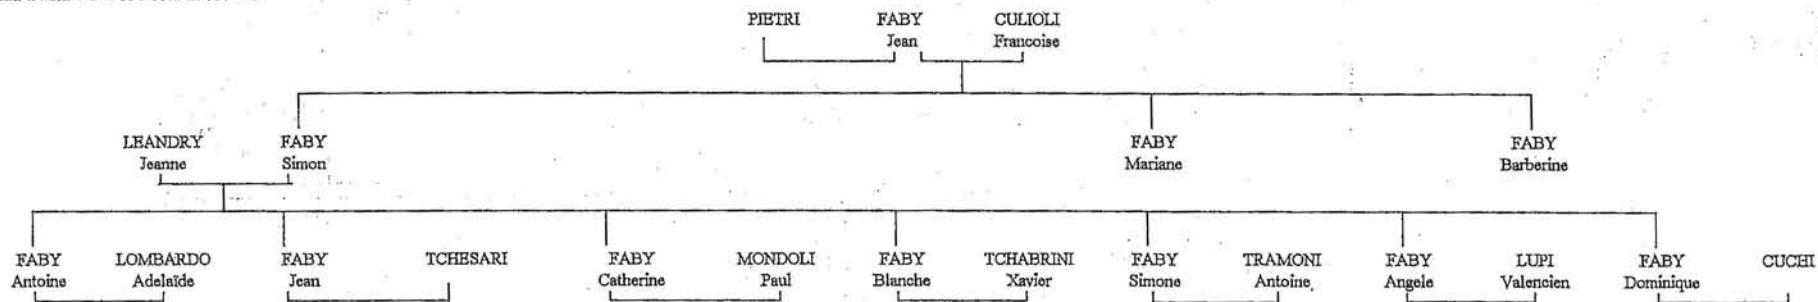 PIETRI FABY CULIOLI
Jean Francoise
LEANDRY FABY FABY FABY
Jeanne Simon Mariane Barberine
FABY LOMBARDO FABY TCHESARI FABY MONDOLI FABY TCHABRINI FABY TRAMONI FABY LUPI FABY CUCHI
Antoine Adelaïde Jean Catherine Paul Blanche Xavier Simone Antoine Angele Valencien Dominique